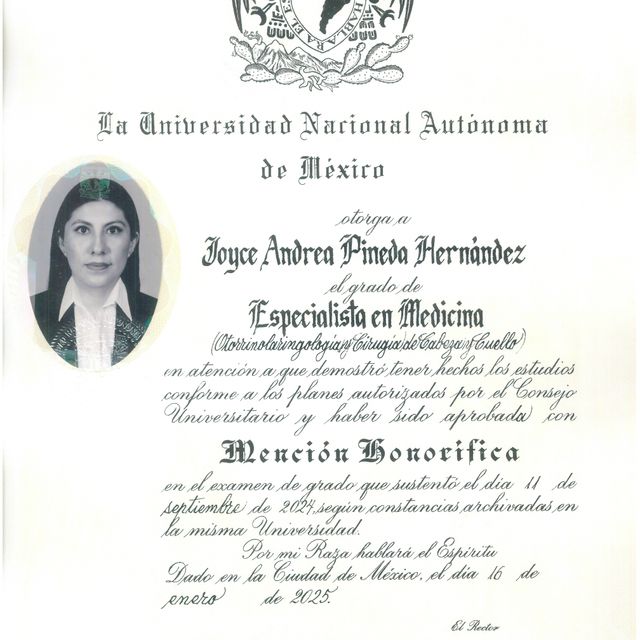 HABLARA EL E
La Universidad Nacional Autónoma
de México
otorga a
Joyce Andrea Pineda Hernández
el grado de
Especialista en Medicina
(Otorrinolaringología y Cirugía de Cabeza y Cuello)
en atención a que demostró tener hechos los estudios
conforme a los planes autorizados por el Consejo
Universitario y haber sido aprobada con
Mención Honorífica
en el examen de grado que sustentó el día 11 de
septiembre de 2024, según constancias archivadas en
la misma Universidad.
Por mi Raza hablará el Espíritu
Dado en la Ciudad de México, el día 16 de
enero de 2025.
El Rector